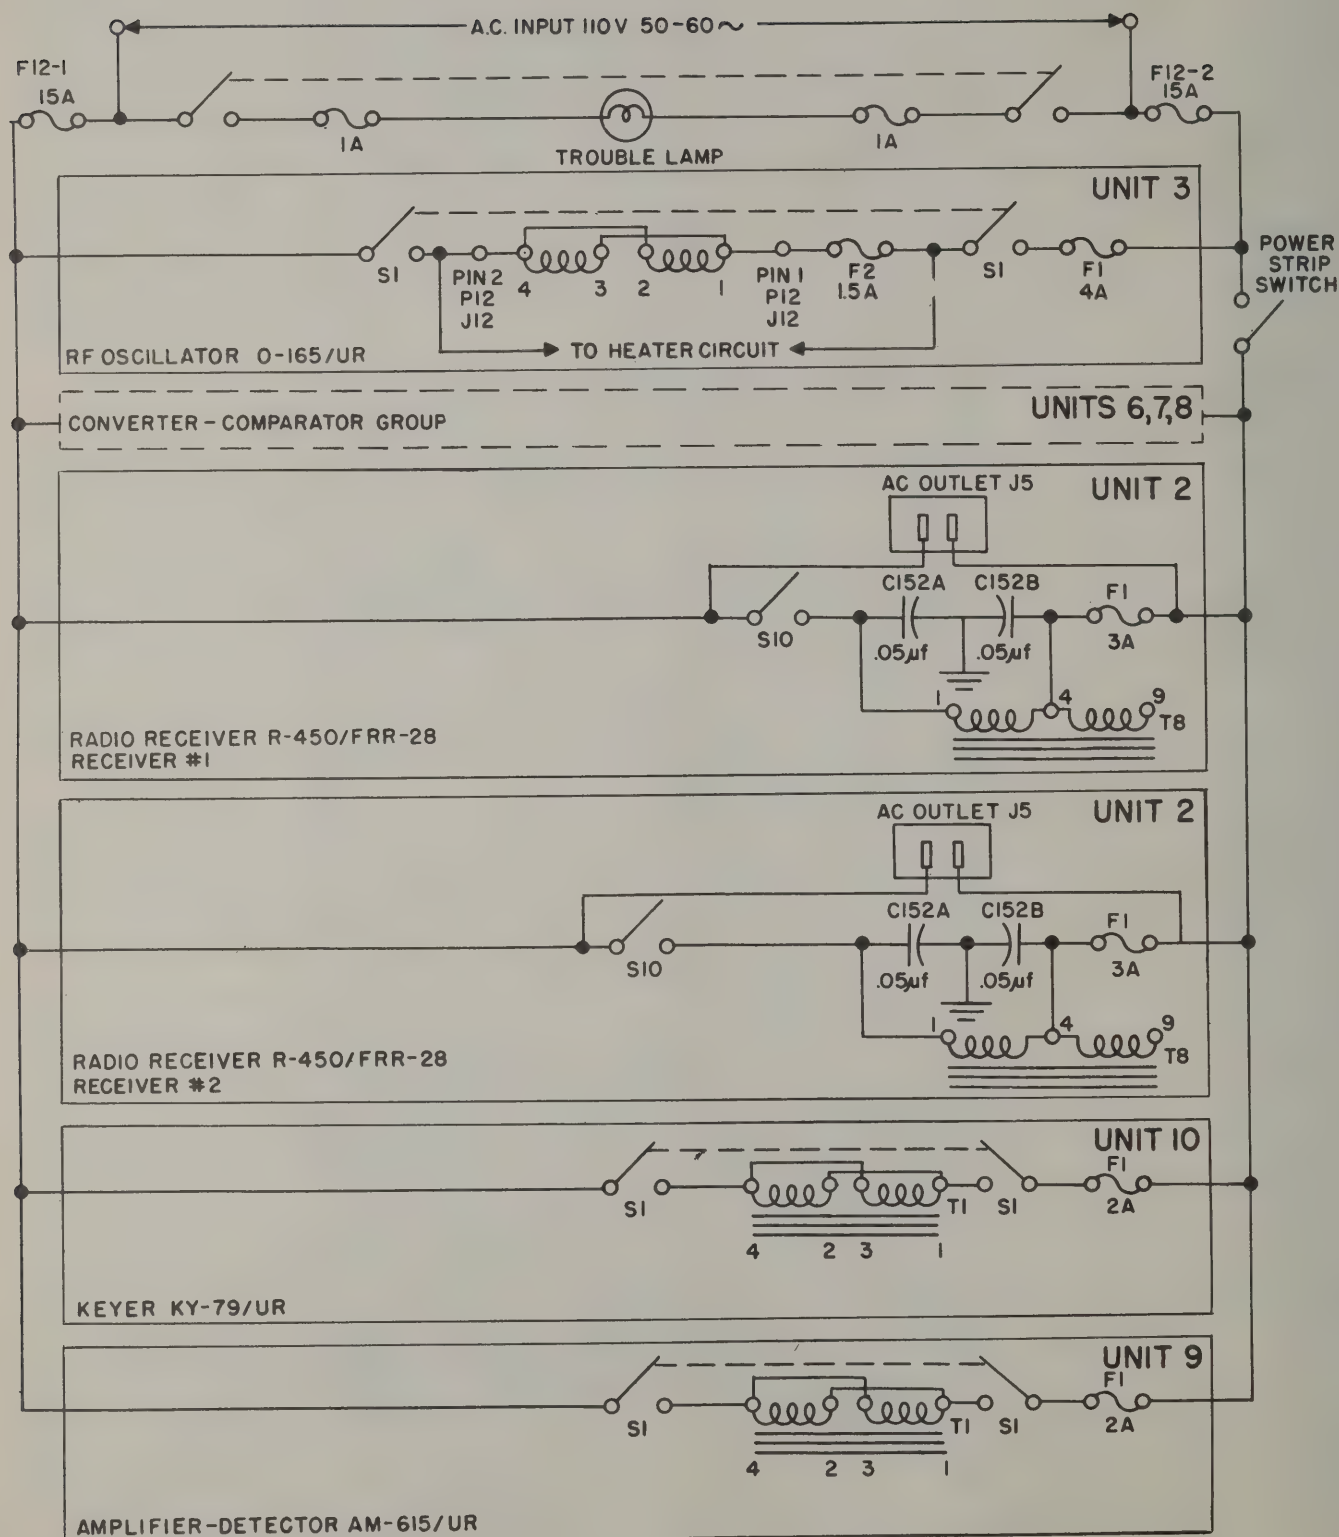 A.C. INPUT 110V 50-60~
F12-1
15A
F12-2
15A
1A
TROUBLE LAMP
1A
UNIT 3
POWER
STRIP
SWITCH
S1
PIN 2
P12
J12
4
3
2
1
PIN 1
P12
J12
F2
1.5A
S1
F1
4A
TO HEATER CIRCUIT
RF OSCILLATOR O-165/UR
CONVERTER-COMPARATOR GROUP
UNITS 6,7,8
AC OUTLET J5
UNIT 2
C152A
C152B
F1
S10
.05µf
.05µf
3A
1
4
9
T8
RADIO RECEIVER R-450/FRR-28
RECEIVER #1
AC OUTLET J5
UNIT 2
C152A
C152B
F1
S10
.05µf
.05µf
3A
1
4
9
T8
RADIO RECEIVER R-450/FRR-28
RECEIVER #2
UNIT 10
F1
S1
T1
S1
2A
4
2
3
1
KEYER KY-79/UR
UNIT 9
F1
S1
T1
S1
2A
4
2
3
1
AMPLIFIER-DETECTOR AM-615/UR